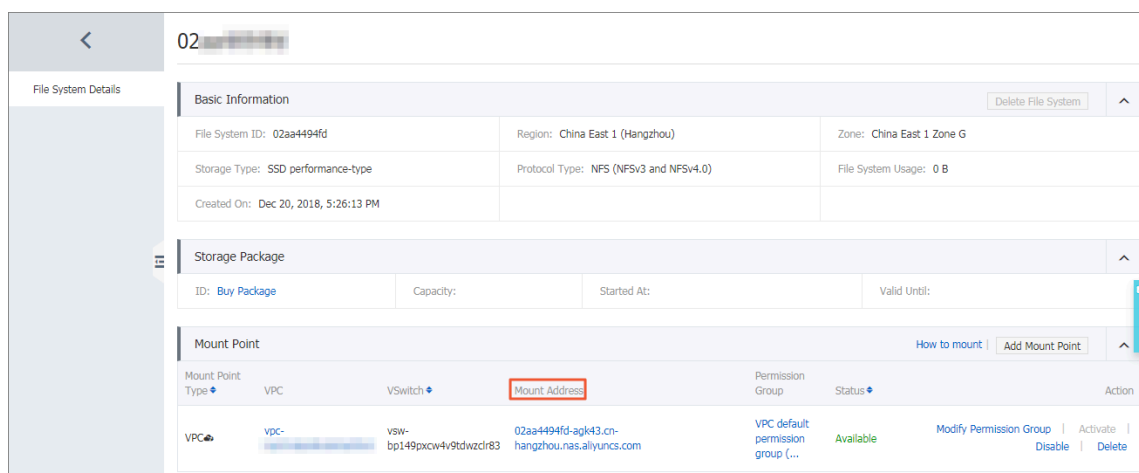 02
File System Details
Basic Information
Delete File System
File System ID: 02aa4494fd
Region: China East 1 (Hangzhou)
Zone: China East 1 Zone G
Storage Type: SSD performance-type
Protocol Type: NFS (NFSv3 and NFSv4.0)
File System Usage: 0 B
Created On: Dec 20, 2018, 5:26:13 PM
Storage Package
ID: Buy Package
Capacity:
Started At:
Valid Until:
Mount Point
How to mount |
Add Mount Point
Mount Point
Type
VPC
VSwitch
Mount Address
Permission
Group
Status
Action
VPC
vpc-
vsw-
bp149pxcw4v9tdwzclr83
02aa4494fd-agk43.cn-
hangzhou.nas.aliyuncs.com
VPC default
permission
group (...
Available
Modify Permission Group | Activate |
Disable | Delete